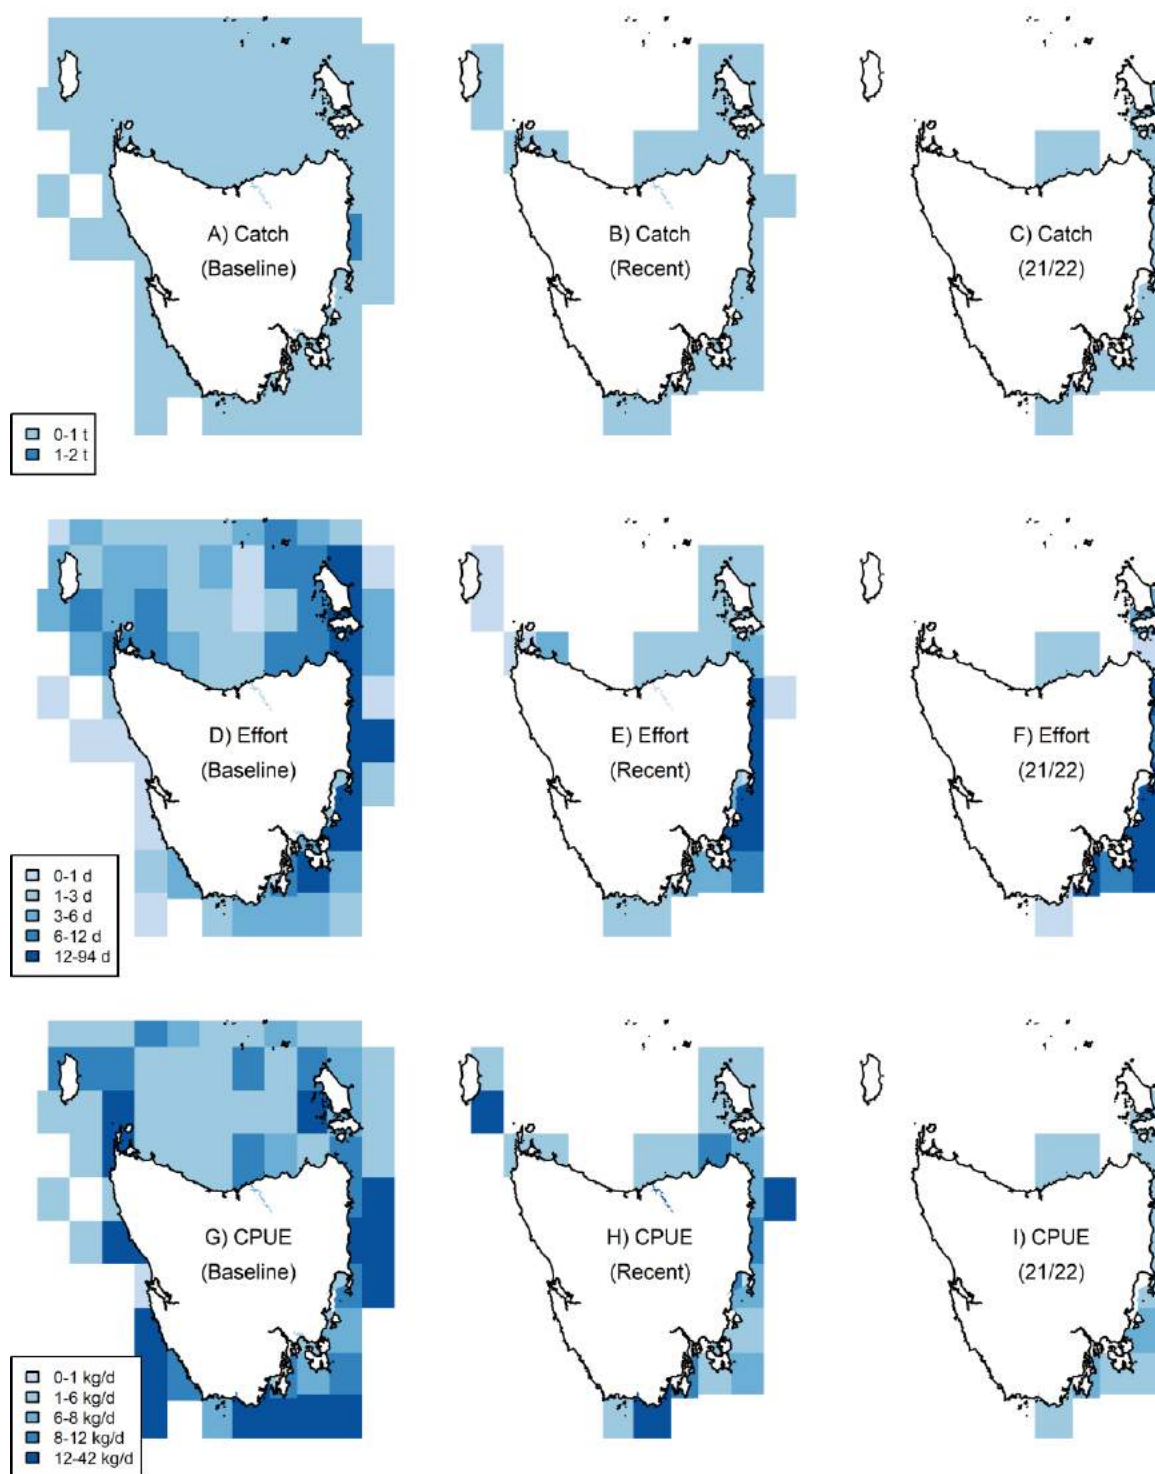 A) Catch
(Baseline)
B) Catch
(Recent)
C) Catch
(21/22)
0-1 t
1-2 t
D) Effort
(Baseline)
E) Effort
(Recent)
F) Effort
(21/22)
0-1 d
1-3 d
3-6 d
6-12 d
12-94 d
G) CPUE
(Baseline)
H) CPUE
(Recent)
I) CPUE
(21/22)
0-1 kg/d
1-6 kg/d
6-8 kg/d
8-12 kg/d
12-42 kg/d